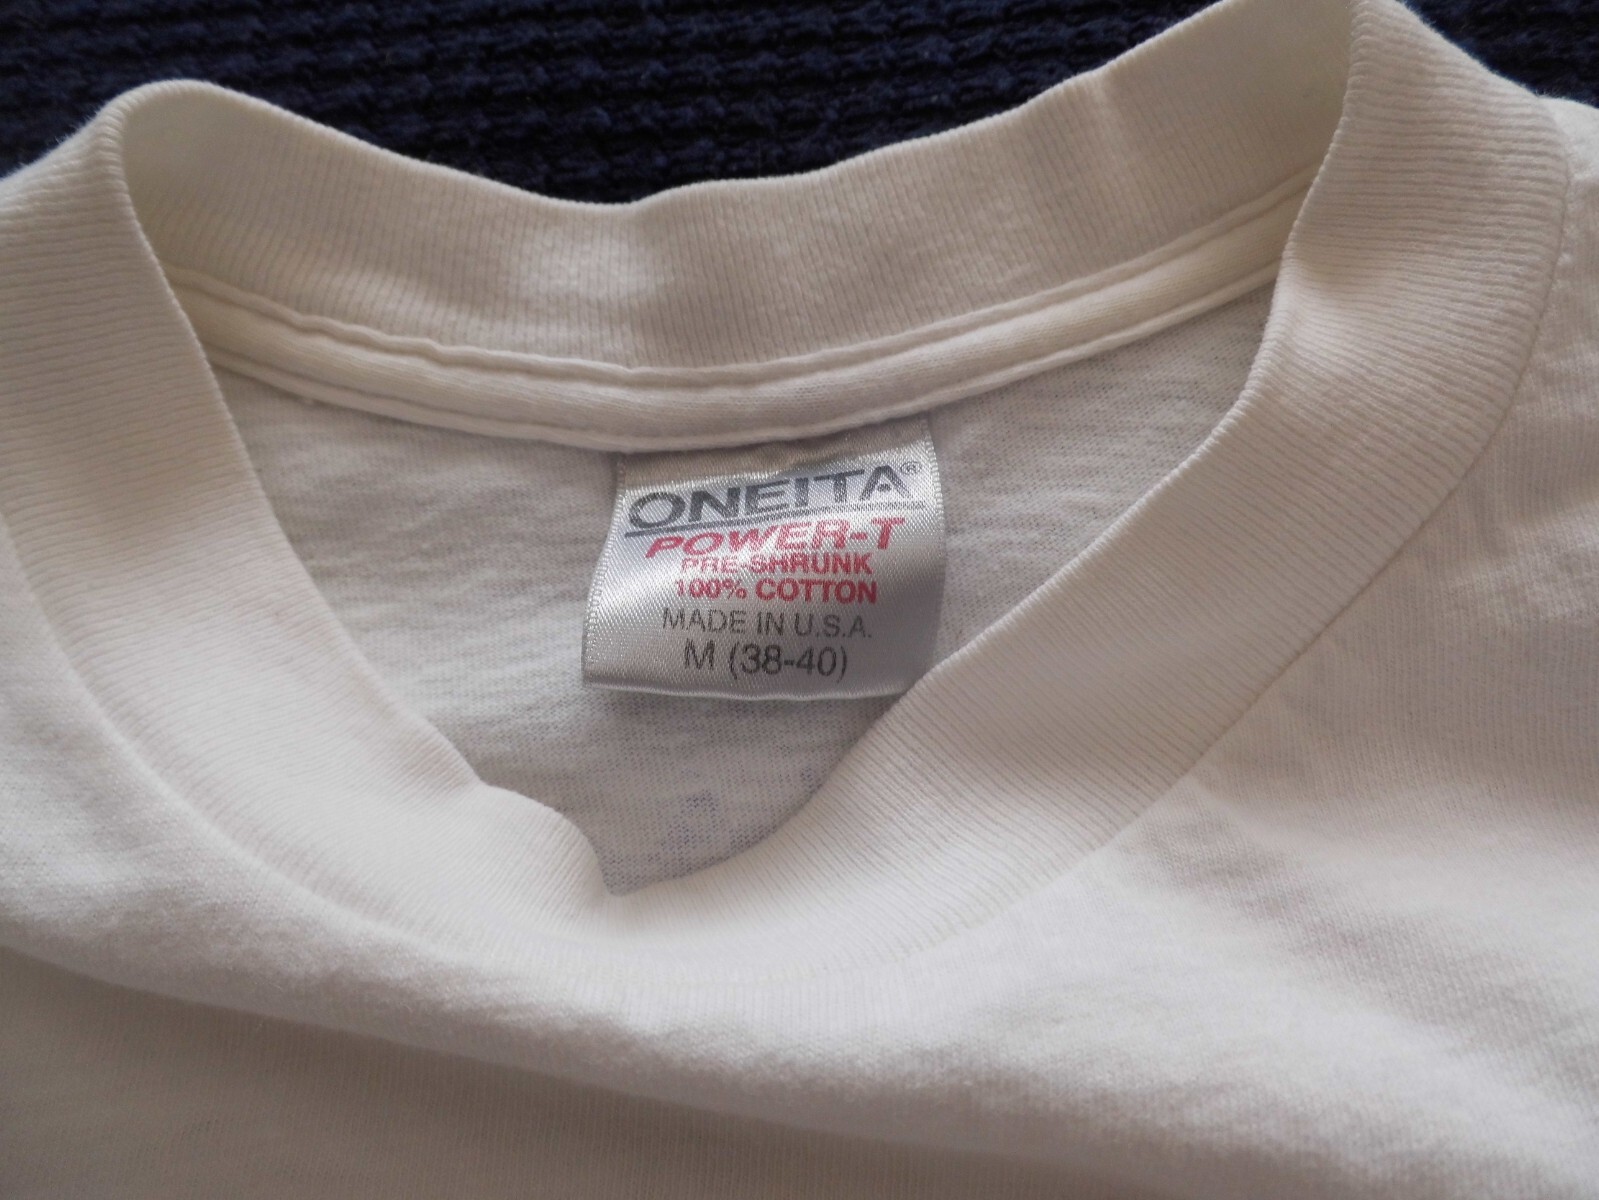 ONEITA®
POWER-T
PRE-SHRUNK
100% COTTON
MADE IN U.S.A.
M (38-40)